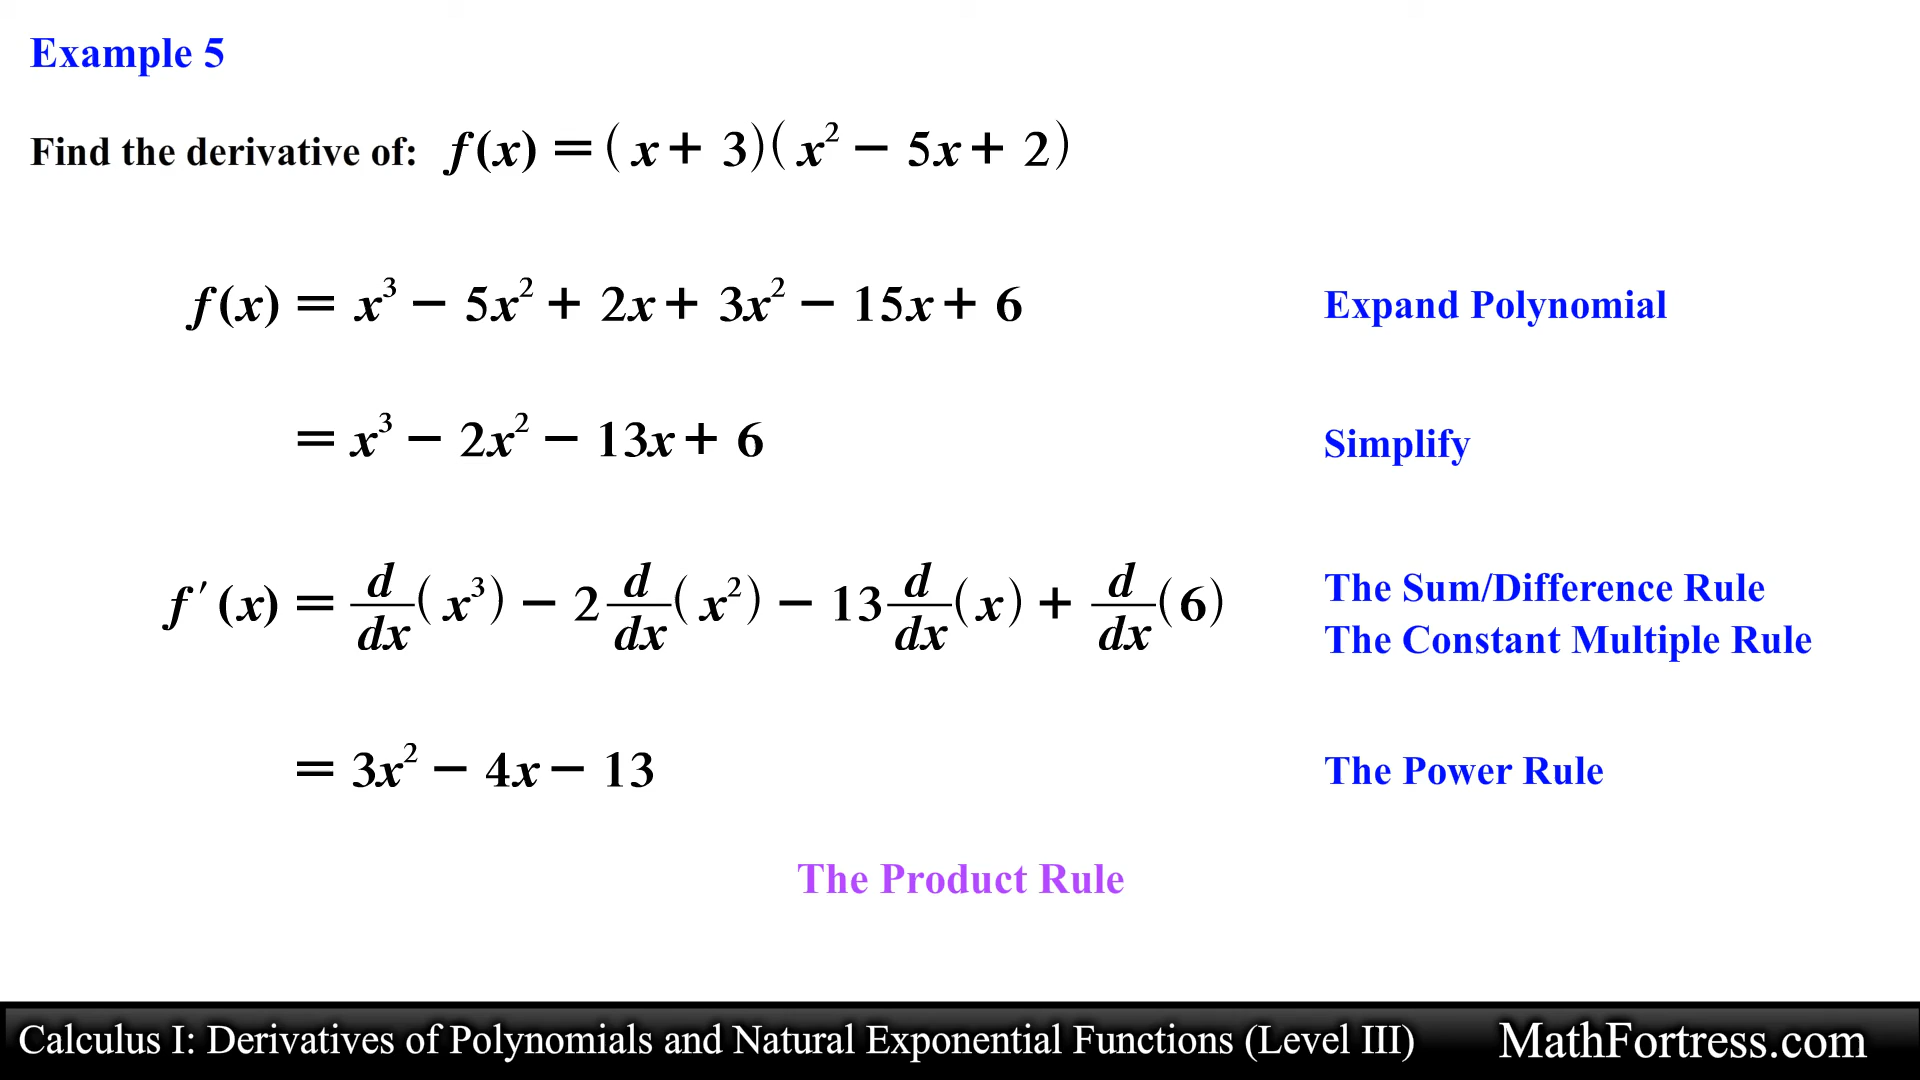 Example 5
Find the derivative of: f(x) = (x + 3)(x² − 5x + 2)
f(x) = x³ − 5x² + 2x + 3x² − 15x + 6 Expand Polynomial
= x³ − 2x² − 13x + 6 Simplify
f′(x) = d/dx(x³) − 2 d/dx(x²) − 13 d/dx(x) + d/dx(6) The Sum/Difference Rule
The Constant Multiple Rule
= 3x² − 4x − 13 The Power Rule
The Product Rule
Calculus I: Derivatives of Polynomials and Natural Exponential Functions (Level III) MathFortress.com